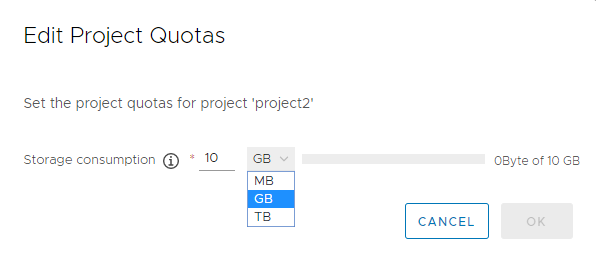 Edit Project Quotas
Set the project quotas for project 'project2'
Storage consumption * 10 GB 0Byte of 10 GB
MB
GB
TB
CANCEL OK